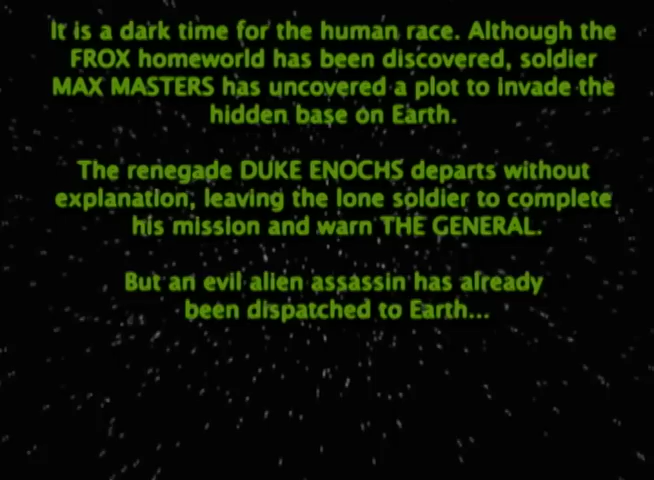 It is a dark time for the human race. Although the
FROX homeworld has been discovered, soldier
MAX MASTERS has uncovered a plot to invade the
hidden base on Earth.
The renegade DUKE ENOCHS departs without
explanation, leaving the lone soldier to complete
his mission and warn THE GENERAL.
But an evil alien assassin has already
been dispatched to Earth...